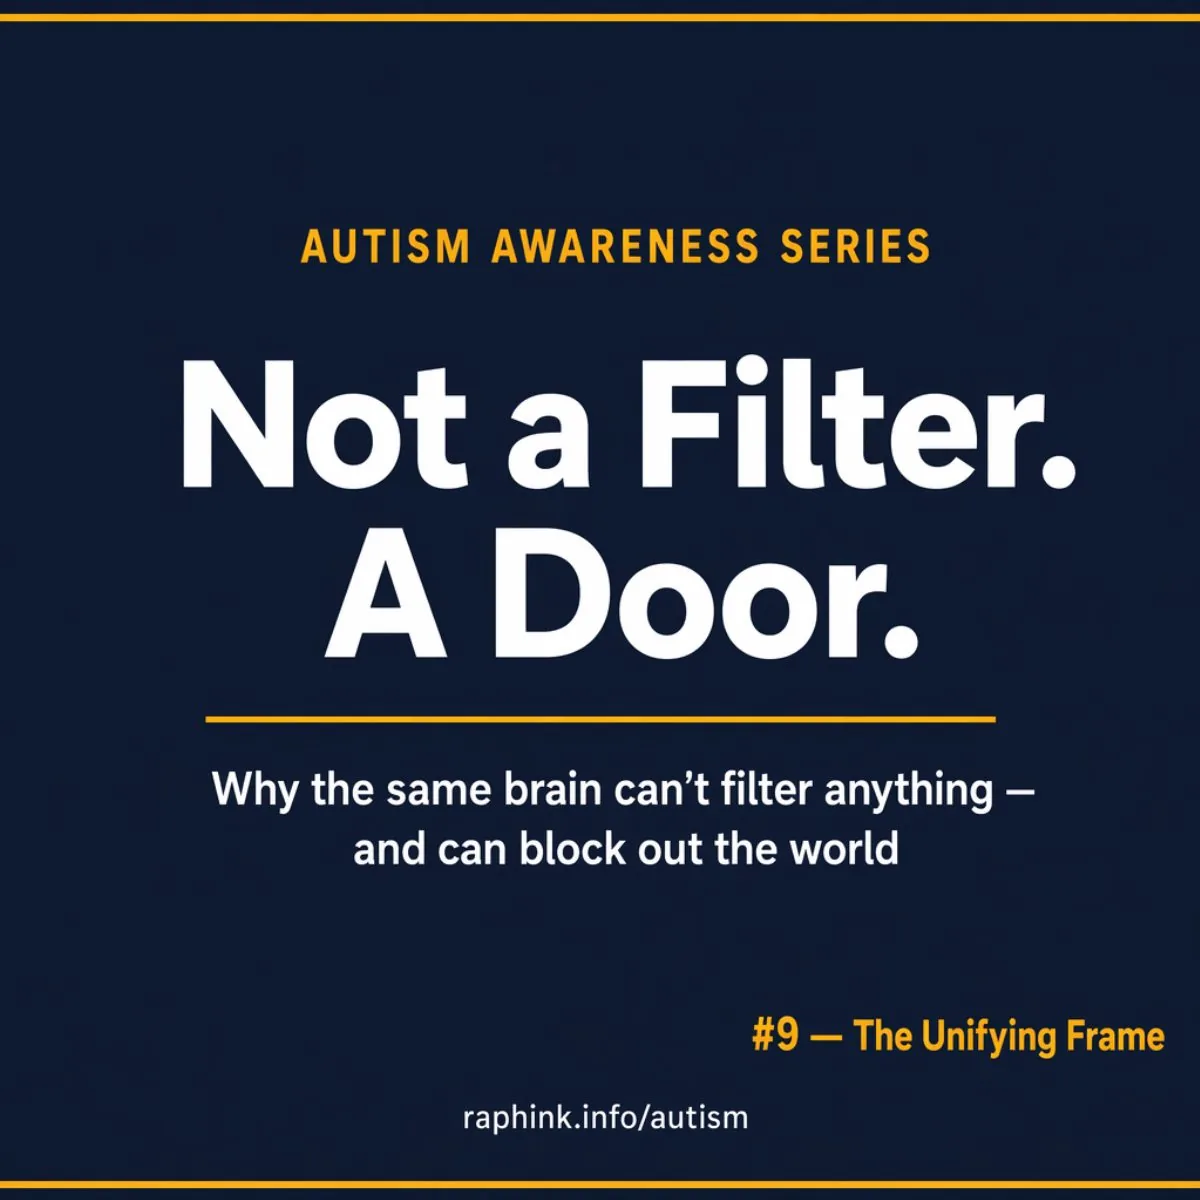 AUTISM AWARENESS SERIES
Not a Filter.
A Door.
Why the same brain can’t filter anything —
and can block out the world
#9 — The Unifying Frame
raphink.info/autism